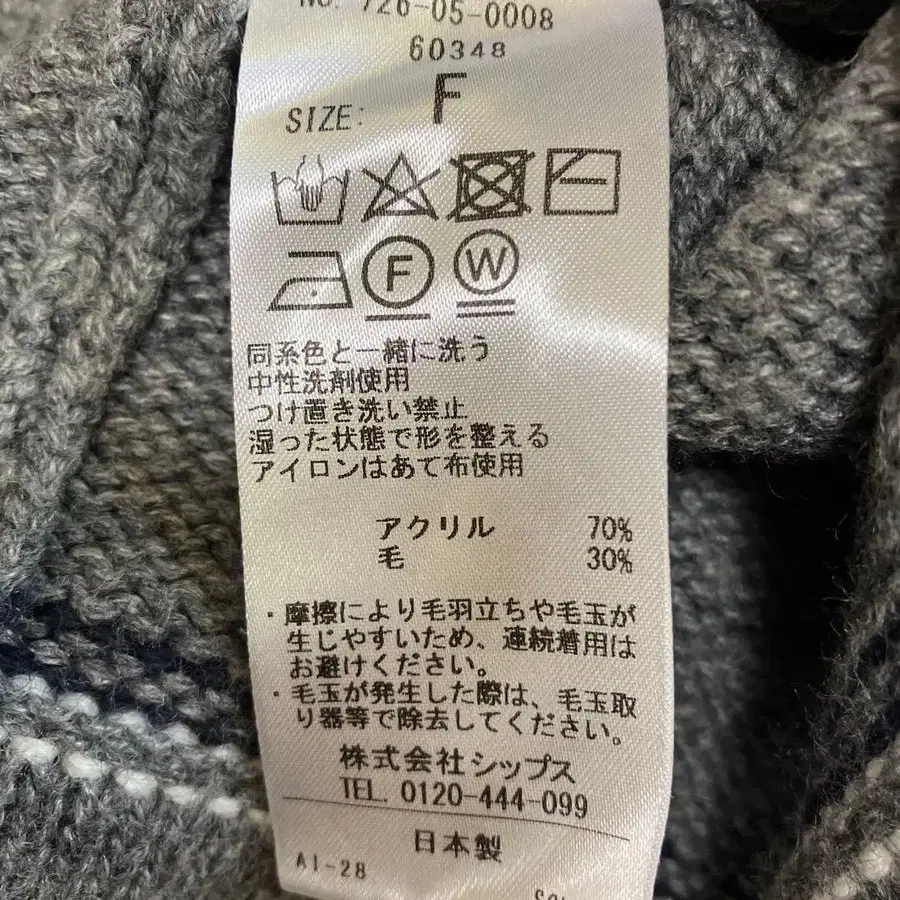 NO. 726-05-0008
60348
SIZE: F
F W
同系色と一緒に洗う
中性洗剤使用
つけ置き洗い禁止
湿った状態で形を整える
アイロンはあて布使用
アクリル 70%
毛 30%
・摩擦により毛羽立ちや毛玉が
生じやすいため、連続着用は
お避けください。
・毛玉が発生した際は、毛玉取
り器等で除去してください。
株式会社シップス
TEL. 0120-444-099
日本製
AI-28